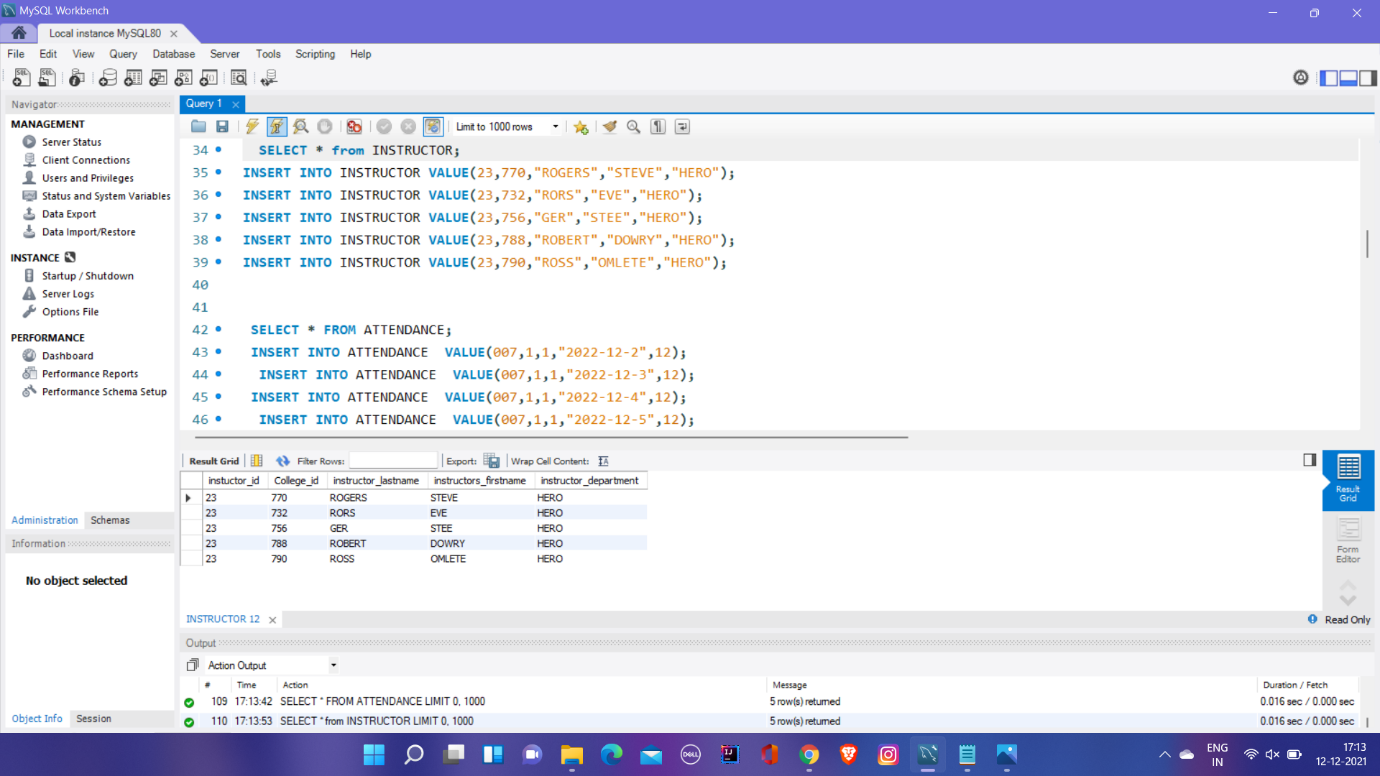 MySQL Workbench
Local instance MySQL80
File Edit View Query Database Server Tools Scripting Help
Navigator
MANAGEMENT
Server Status
Client Connections
Users and Privileges
Status and System Variables
Data Export
Data Import/Restore
INSTANCE
Startup / Shutdown
Server Logs
Options File
PERFORMANCE
Dashboard
Performance Reports
Performance Schema Setup
Administration Schemas
Information
No object selected
Object Info Session
Query 1
Limit to 1000 rows
34 SELECT * from INSTRUCTOR;
35 INSERT INTO INSTRUCTOR VALUE(23,770,"ROGERS","STEVE","HERO");
36 INSERT INTO INSTRUCTOR VALUE(23,732,"RORS","EVE","HERO");
37 INSERT INTO INSTRUCTOR VALUE(23,756,"GER","STEE","HERO");
38 INSERT INTO INSTRUCTOR VALUE(23,788,"ROBERT","DOWRY","HERO");
39 INSERT INTO INSTRUCTOR VALUE(23,790,"ROSS","OMLETE","HERO");
40
41
42 SELECT * FROM ATTENDANCE;
43 INSERT INTO ATTENDANCE VALUE(007,1,1,"2022-12-2",12);
44 INSERT INTO ATTENDANCE VALUE(007,1,1,"2022-12-3",12);
45 INSERT INTO ATTENDANCE VALUE(007,1,1,"2022-12-4",12);
46 INSERT INTO ATTENDANCE VALUE(007,1,1,"2022-12-5",12);
Result Grid Filter Rows: Export: Wrap Cell Content:
instuctor_id College_id instructor_lastname instructors_firstname instructor_department
23 770 ROGERS STEVE HERO
23 732 RORS EVE HERO
23 756 GER STEE HERO
23 788 ROBERT DOWRY HERO
23 790 ROSS OMLETE HERO
Result
Grid
Form
Editor
INSTRUCTOR 12
Read Only
Output
Action Output
# Time Action Message Duration / Fetch
109 17:13:42 SELECT * FROM ATTENDANCE LIMIT 0, 1000 5 row(s) returned 0.016 sec / 0.000 sec
110 17:13:53 SELECT * from INSTRUCTOR LIMIT 0, 1000 5 row(s) returned 0.016 sec / 0.000 sec
DELL
ENG
IN
17:13
12-12-2021